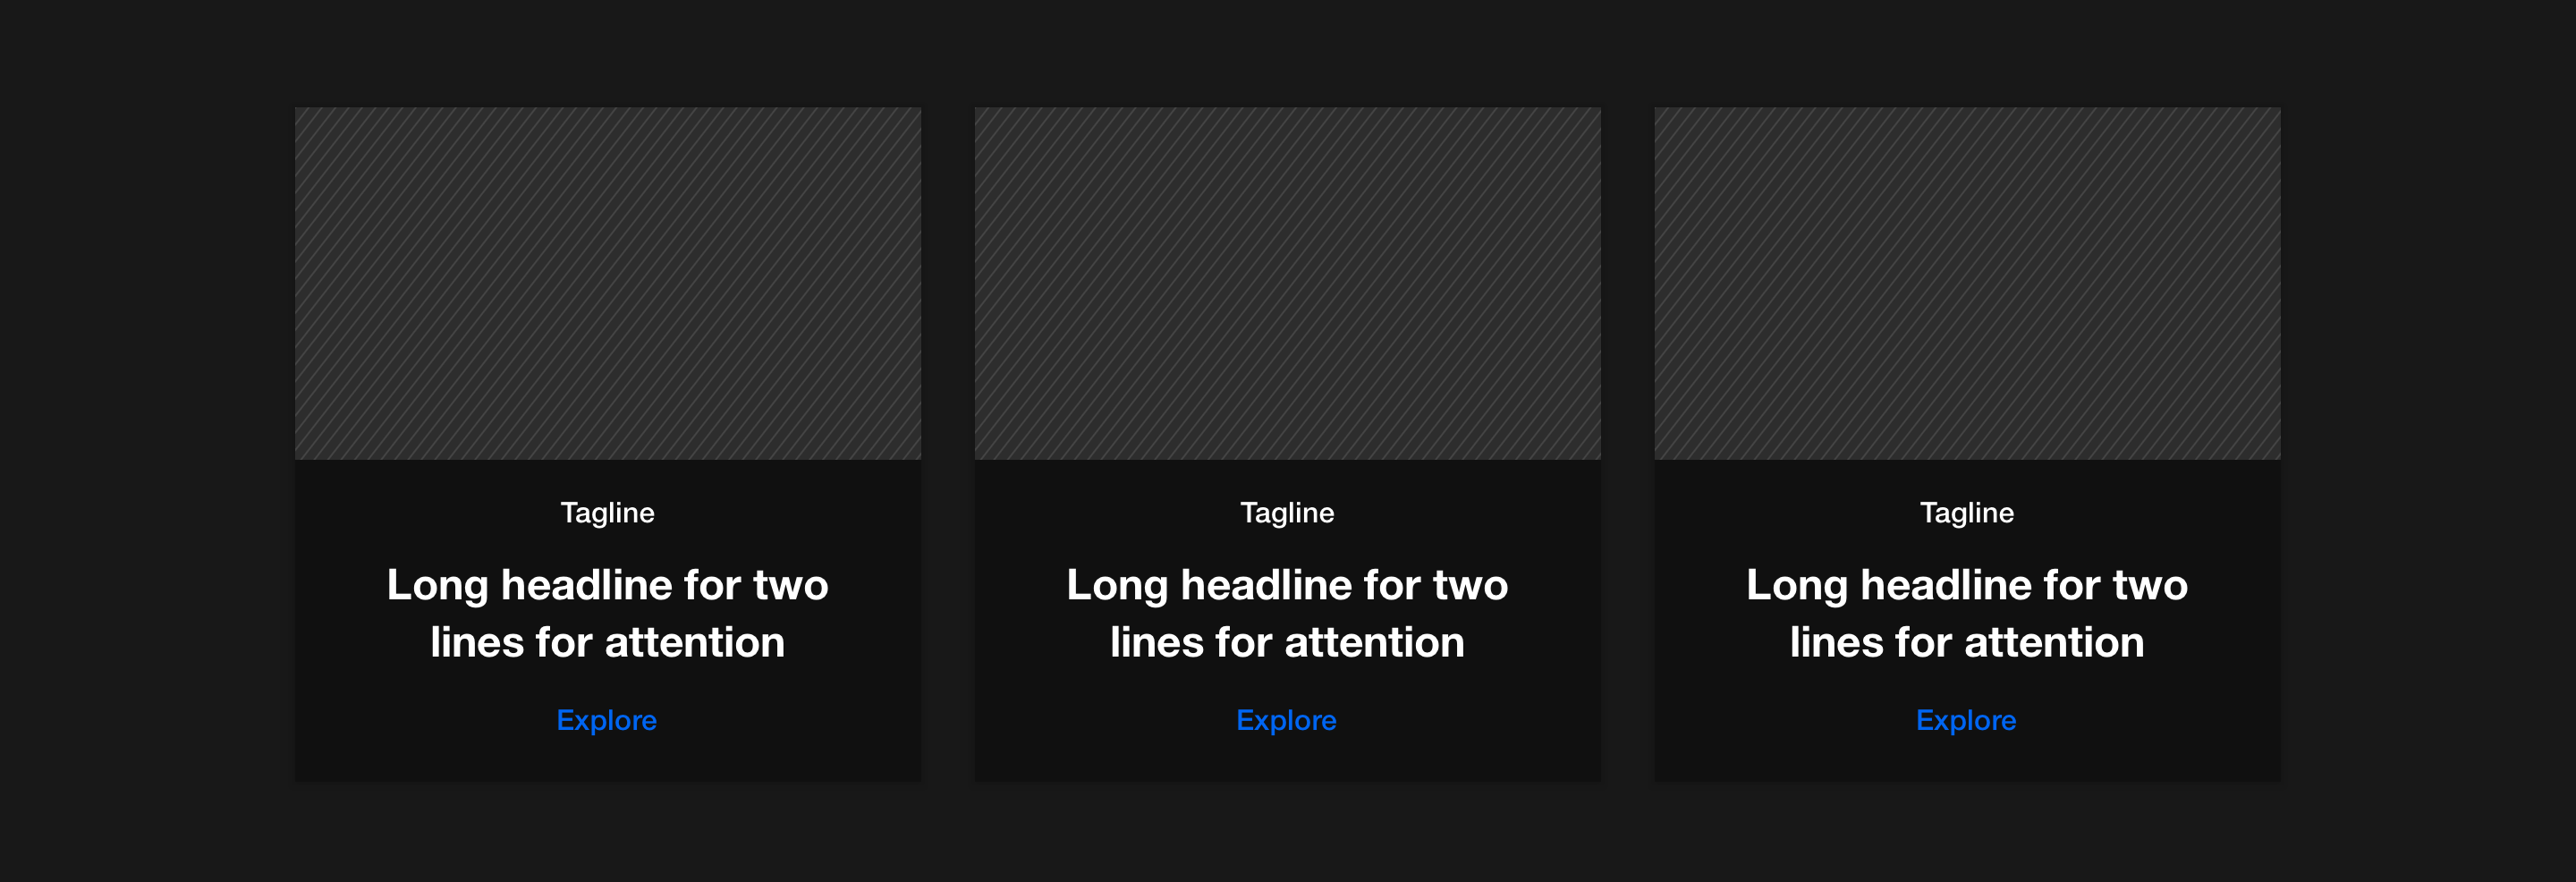 Tagline
Long headline for two
lines for attention
Explore
Tagline
Long headline for two
lines for attention
Explore
Tagline
Long headline for two
lines for attention
Explore